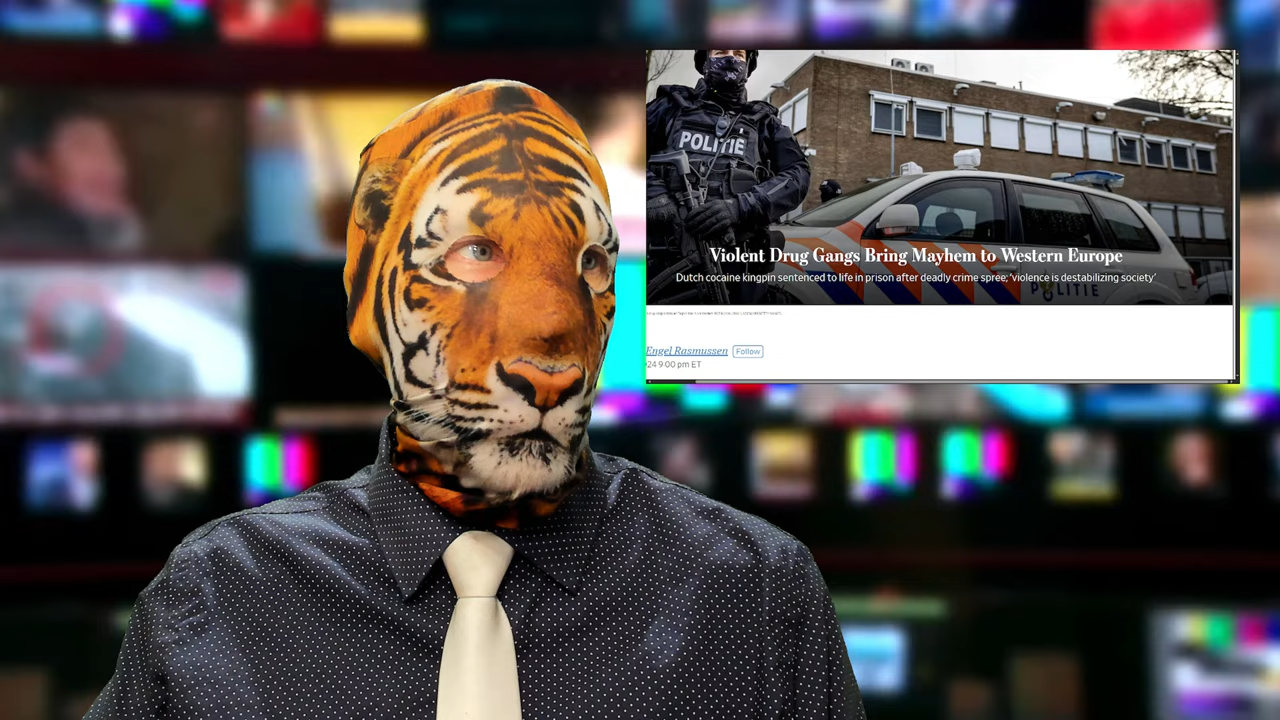 POLITIE
Violent Drug Gangs Bring Mayhem to Western Europe
Dutch cocaine kingpin sentenced to life in prison after deadly crime spree; 'violence is destabilizing society'
POLITIE
Engel Rasmussen Follow
24 9:00 pm ET